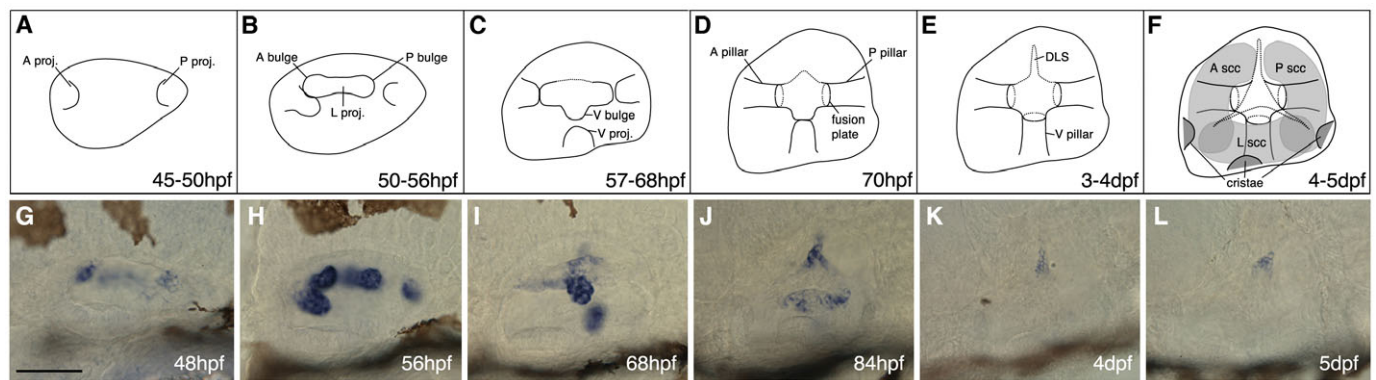 A
A proj.
P proj.
45-50hpf
B
A bulge
P bulge
L proj.
50-56hpf
C
V bulge
V proj.
57-68hpf
D
A pillar
P pillar
fusion
plate
70hpf
E
DLS
V pillar
3-4dpf
F
A scc
P scc
L scc
cristae
4-5dpf
G
48hpf
H
56hpf
I
68hpf
J
84hpf
K
4dpf
L
5dpf